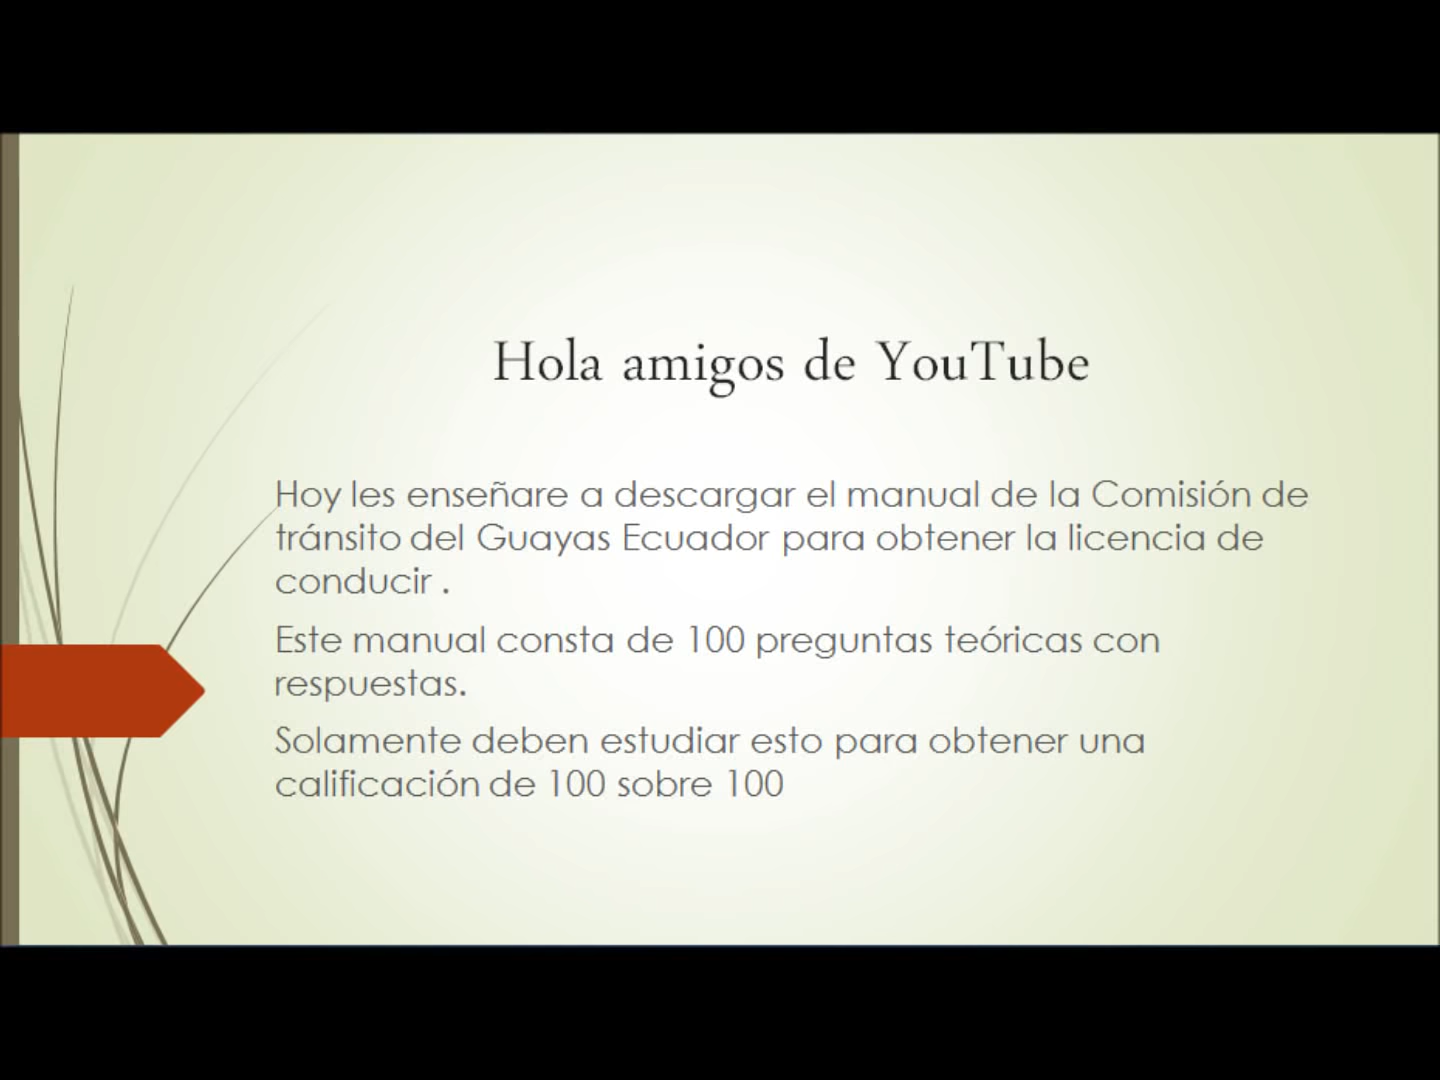 Hola amigos de YouTube
Hoy les enseñare a descargar el manual de la Comisión de
tránsito del Guayas Ecuador para obtener la licencia de
conducir .
Este manual consta de 100 preguntas teóricas con
respuestas.
Solamente deben estudiar esto para obtener una
calificación de 100 sobre 100